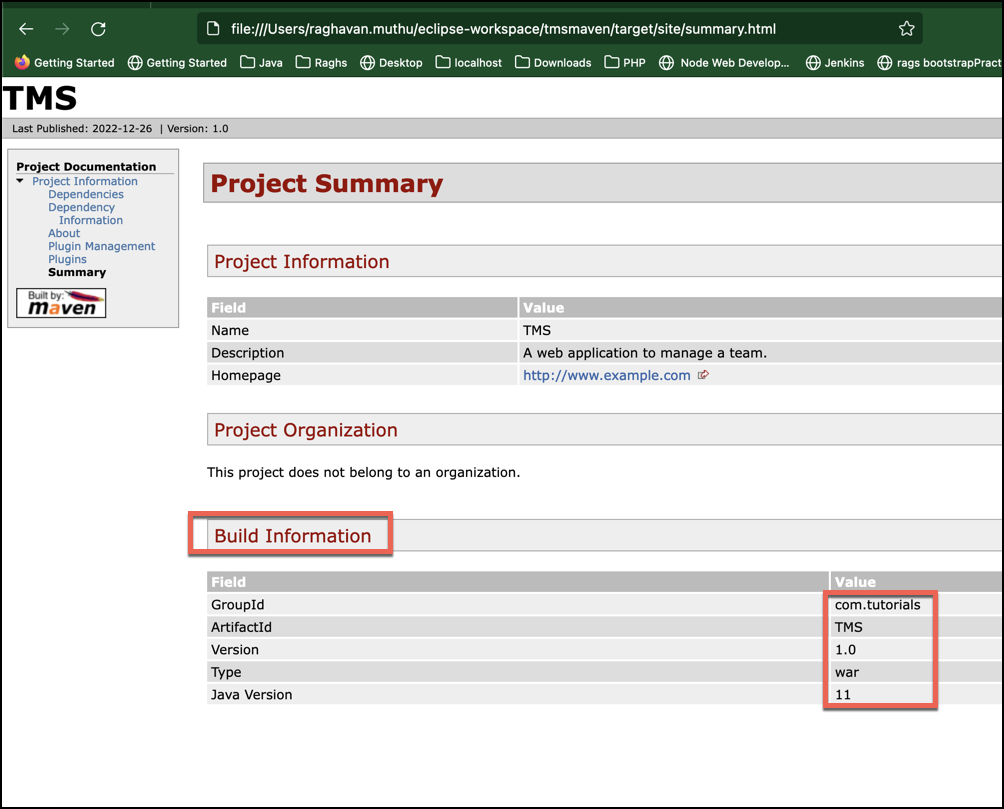 file:///Users/raghavan.muthu/eclipse-workspace/tmsmaven/target/site/summary.html
Getting Started Getting Started Java Raghs Desktop localhost Downloads PHP Node Web Develop... Jenkins rags bootstrapPract
TMS
Last Published: 2022-12-26 | Version: 1.0
Project Documentation
Project Information
Dependencies
Dependency
Information
About
Plugin Management
Plugins
Summary
Built by:
maven
Project Summary
Project Information
Field Value
Name TMS
Description A web application to manage a team.
Homepage http://www.example.com
Project Organization
This project does not belong to an organization.
Build Information
Field Value
GroupId com.tutorials
ArtifactId TMS
Version 1.0
Type war
Java Version 11